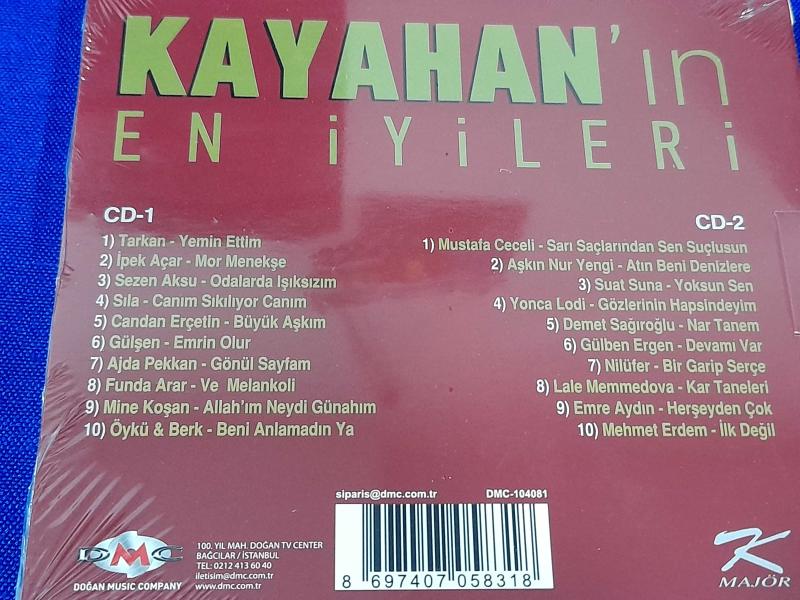 KAYAHAN'ın
EN İYİLERİ
CD-1
1) Tarkan - Yemin Ettim
2) İpek Açar - Mor Menekşe
3) Sezen Aksu - Odalarda Işıksızım
4) Sıla - Canım Sıkılıyor Canım
5) Candan Erçetin - Büyük Aşkım
6) Gülşen - Emrin Olur
7) Ajda Pekkan - Gönül Sayfam
8) Funda Arar - Ve Melankoli
9) Mine Koşan - Allah'ım Neydi Günahım
10) Öykü & Berk - Beni Anlamadın Ya
CD-2
1) Mustafa Ceceli - Sarı Saçlarından Sen Suçlusun
2) Aşkın Nur Yengi - Atın Beni Denizlere
3) Suat Suna - Yoksun Sen
4) Yonca Lodi - Gözlerinin Hapsindeyim
5) Demet Sağıroğlu - Nar Tanem
6) Gülben Ergen - Devamı Var
7) Nilüfer - Bir Garip Serçe
8) Lale Memmedova - Kar Taneleri
9) Emre Aydın - Herşeyden Çok
10) Mehmet Erdem - İlk Değil
DMC
DOĞAN MUSIC COMPANY
100. YIL MAH. DOĞAN TV CENTER
BAĞCILAR / İSTANBUL
TEL: 0212 413 60 40
iletisim@dmc.com.tr
www.dmc.com.tr
siparis@dmc.com.tr DMC-104081
8 697407 058318
K
MAJÖR